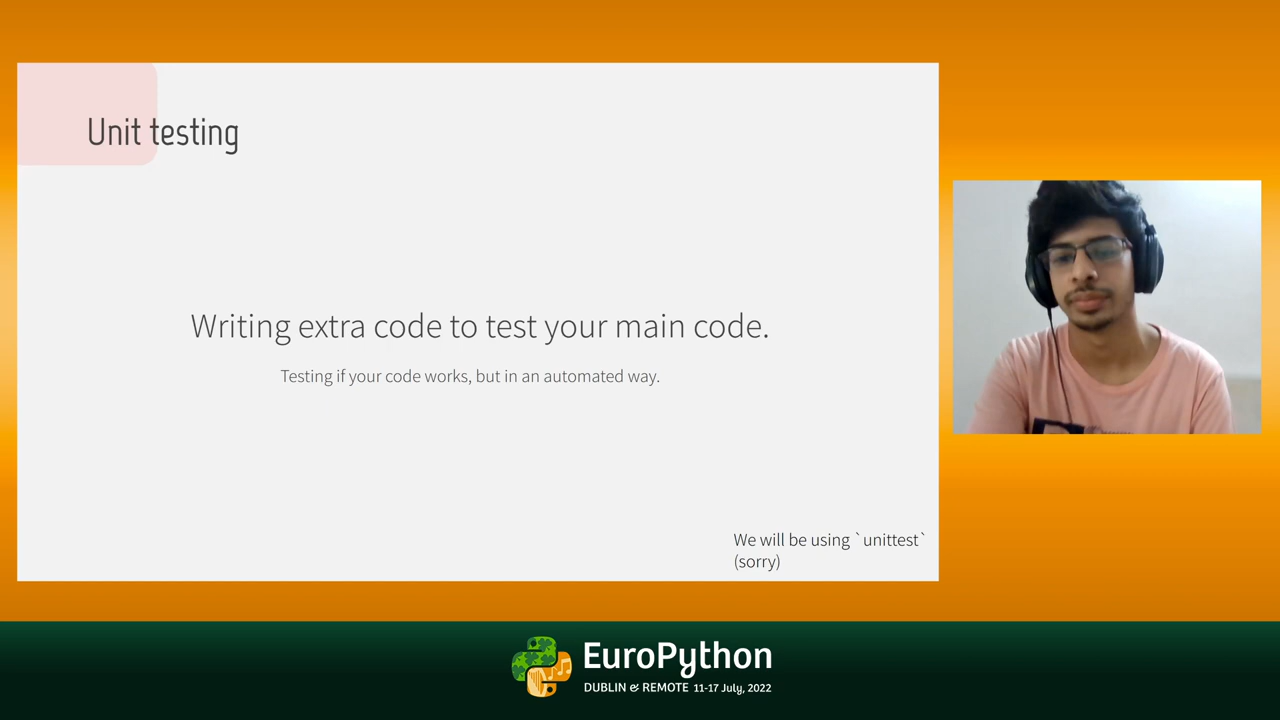 Unit testing
Writing extra code to test your main code.
Testing if your code works, but in an automated way.
We will be using `unittest`
(sorry)
EuroPython
DUBLIN & REMOTE 11-17 July, 2022